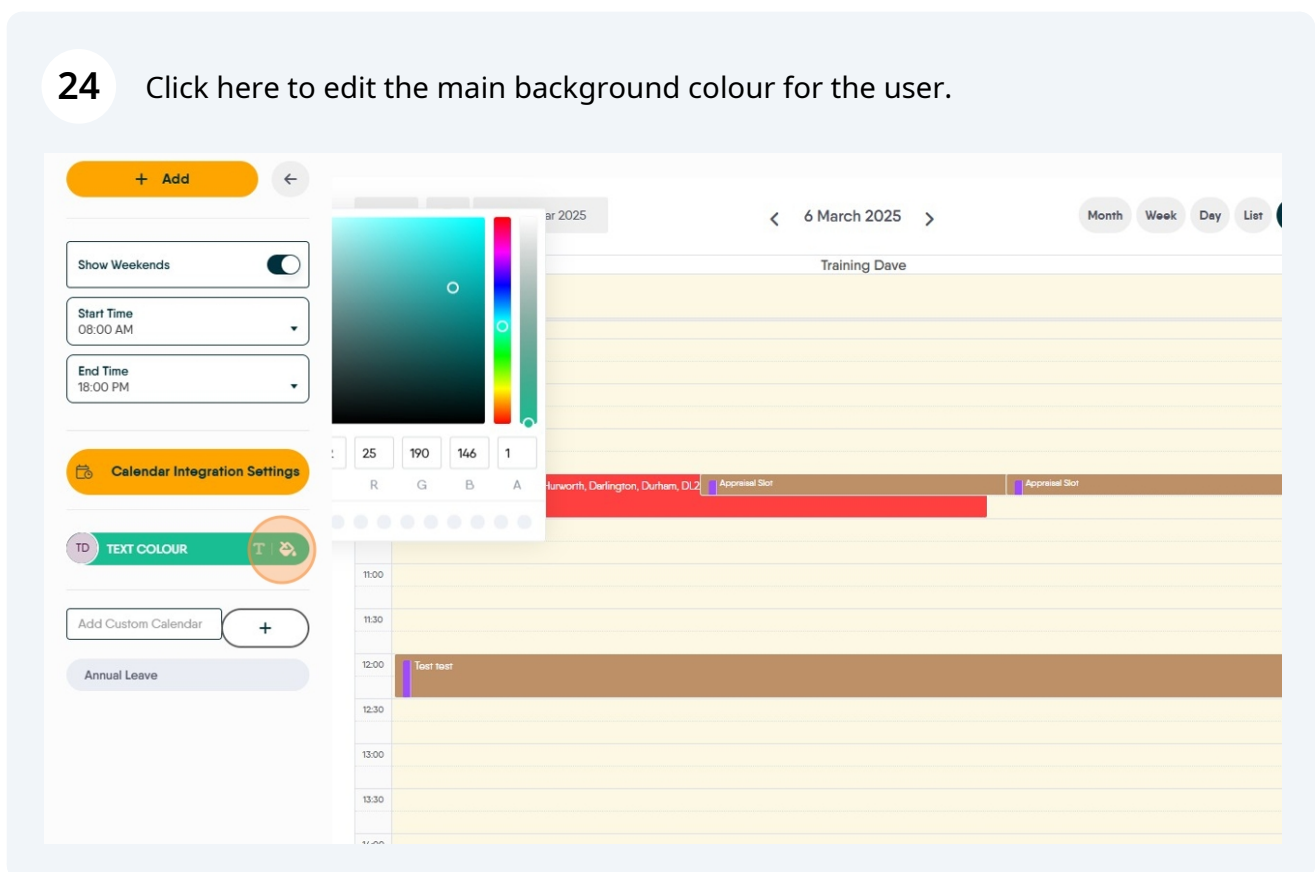 24 Click here to edit the main background colour for the user.
+ Add
Show Weekends
Start Time
08:00 AM
End Time
18:00 PM
Calendar Integration Settings
TD TEXT COLOUR T
Add Custom Calendar +
Annual Leave
ar 2025
6 March 2025
Month Week Day List
Training Dave
25 190 146 1
R G B A
Hurworth, Darlington, Durham, DL2
Appraisal Slot
Appraisal Slot
11:00
11:30
12:00 Test test
12:30
13:00
13:30